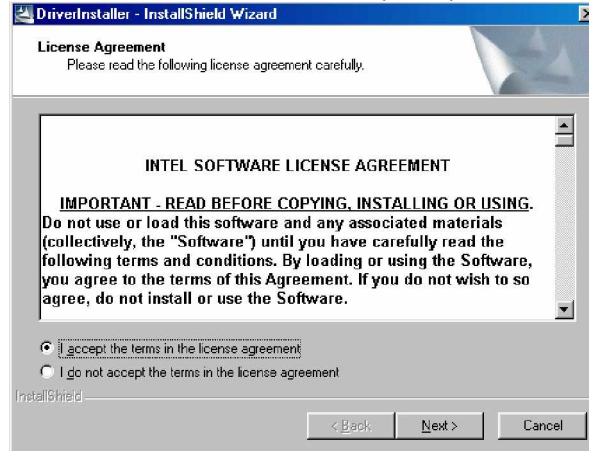 DriverInstaller - InstallShield Wizard
License Agreement
Please read the following license agreement carefully.
INTEL SOFTWARE LICENSE AGREEMENT
IMPORTANT - READ BEFORE COPYING, INSTALLING OR USING.
Do not use or load this software and any associated materials
(collectively, the "Software") until you have carefully read the
following terms and conditions. By loading or using the Software,
you agree to the terms of this Agreement. If you do not wish to so
agree, do not install or use the Software.
I accept the terms in the license agreement
I do not accept the terms in the license agreement
InstallShield
< Back
Next >
Cancel